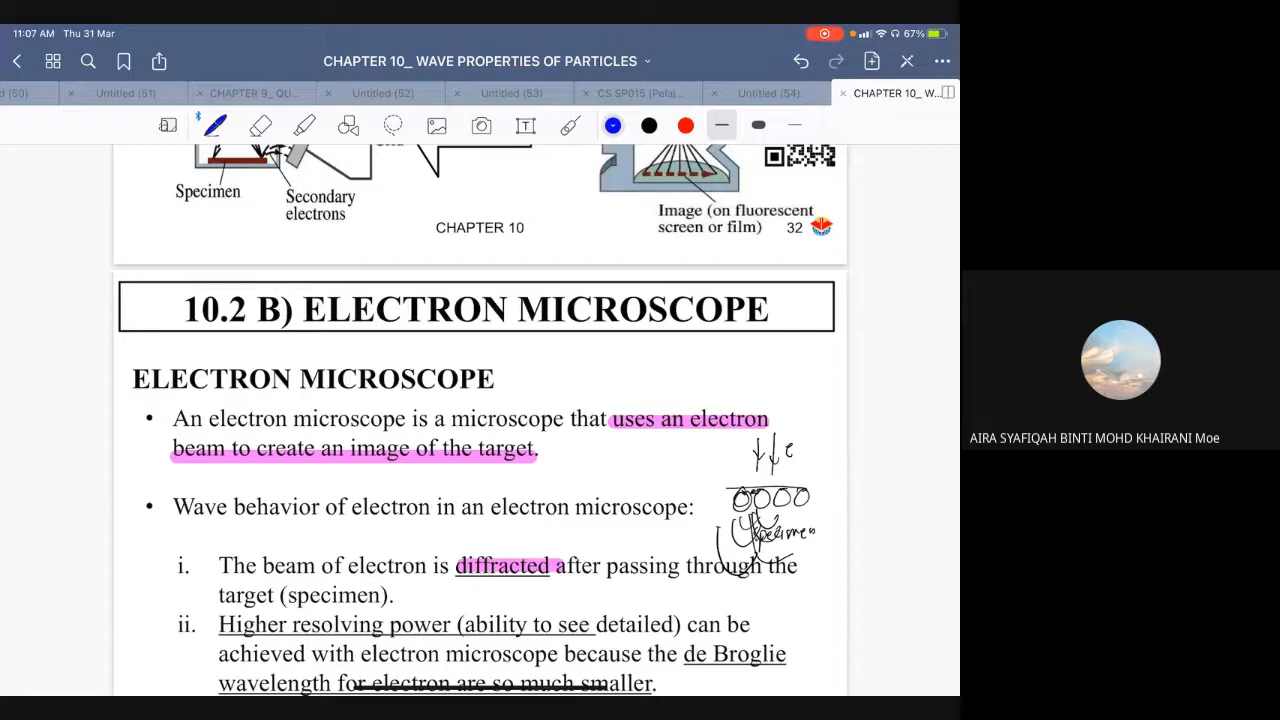 11:07 AM Thu 31 Mar
67%
CHAPTER 10_ WAVE PROPERTIES OF PARTICLES
d (50)
Untitled (51)
CHAPTER 9_ QU...
Untitled (52)
Untitled (53)
CS SP015 (Pelaj...
Untitled (54)
CHAPTER 10_ W...
Specimen
Secondary
electrons
Image (on fluorescent
screen or film)
CHAPTER 10
32
10.2 B) ELECTRON MICROSCOPE
ELECTRON MICROSCOPE
• An electron microscope is a microscope that uses an electron
beam to create an image of the target.
e
• Wave behavior of electron in an electron microscope:
specimen
i. The beam of electron is diffracted after passing through the
target (specimen).
ii. Higher resolving power (ability to see detailed) can be
achieved with electron microscope because the de Broglie
wavelength for electron are so much smaller.
AIRA SYAFIQAH BINTI MOHD KHAIRANI Moe